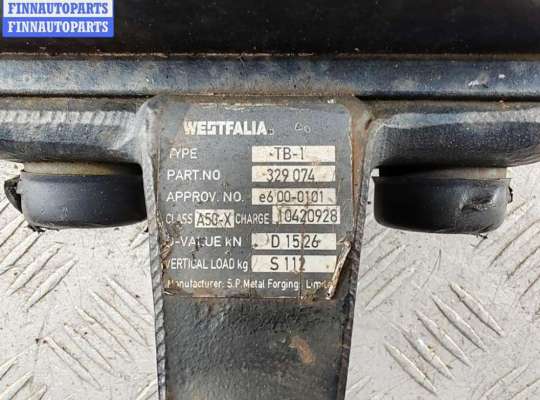 FINNAUTOPARTS
FINNAUTOPARTS
WESTFALIA
TYPE TB-1
PART.NO 329 074
APPROV. NO. e6 00-0101
CLASS A50-X CHARGE 10420928
D-VALUE kN D 15.26
VERTICAL LOAD kg S 112
Manufacturer: S.P. Metal Forging